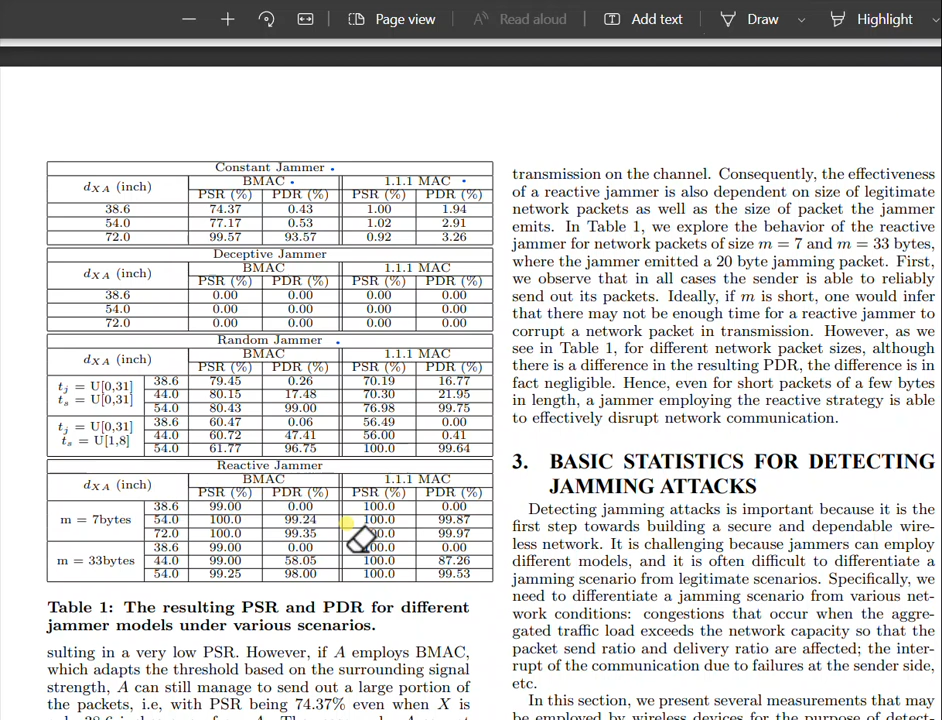 Page view
Read aloud
Add text
Draw
Highlight
Constant Jammer
d_XA (inch) BMAC 1.1.1 MAC
PSR (%) PDR (%) PSR (%) PDR (%)
38.6 74.37 0.43 1.00 1.94
54.0 77.17 0.53 1.02 2.91
72.0 99.57 93.57 0.92 3.26
Deceptive Jammer
d_XA (inch) BMAC 1.1.1 MAC
PSR (%) PDR (%) PSR (%) PDR (%)
38.6 0.00 0.00 0.00 0.00
54.0 0.00 0.00 0.00 0.00
72.0 0.00 0.00 0.00 0.00
Random Jammer
d_XA (inch) BMAC 1.1.1 MAC
PSR (%) PDR (%) PSR (%) PDR (%)
t_j = U[0,31] 38.6 79.45 0.26 70.19 16.77
t_s = U[0,31] 44.0 80.15 17.48 70.30 21.95
54.0 80.43 99.00 76.98 99.75
t_j = U[0,31] 38.6 60.47 0.06 56.49 0.00
t_s = U[1,8] 44.0 60.72 47.41 56.00 0.41
54.0 61.77 96.75 100.0 99.64
Reactive Jammer
d_XA (inch) BMAC 1.1.1 MAC
PSR (%) PDR (%) PSR (%) PDR (%)
38.6 99.00 0.00 100.0 0.00
m = 7bytes 54.0 100.0 99.24 100.0 99.87
72.0 100.0 99.35 99.97
38.6 99.00 0.00 0.00
m = 33bytes 44.0 99.00 58.05 100.0 87.26
54.0 99.25 98.00 100.0 99.53
Table 1: The resulting PSR and PDR for different
jammer models under various scenarios.
sulting in a very low PSR. However, if A employs BMAC,
which adapts the threshold based on the surrounding signal
strength, A can still manage to send out a large portion of
the packets, i.e, with PSR being 74.37% even when X is
transmission on the channel. Consequently, the effectiveness
of a reactive jammer is also dependent on size of legitimate
network packets as well as the size of packet the jammer
emits. In Table 1, we explore the behavior of the reactive
jammer for network packets of size m = 7 and m = 33 bytes,
where the jammer emitted a 20 byte jamming packet. First,
we observe that in all cases the sender is able to reliably
send out its packets. Ideally, if m is short, one would infer
that there may not be enough time for a reactive jammer to
corrupt a network packet in transmission. However, as we
see in Table 1, for different network packet sizes, although
there is a difference in the resulting PDR, the difference is in
fact negligible. Hence, even for short packets of a few bytes
in length, a jammer employing the reactive strategy is able
to effectively disrupt network communication.
3. BASIC STATISTICS FOR DETECTING
JAMMING ATTACKS
Detecting jamming attacks is important because it is the
first step towards building a secure and dependable wire-
less network. It is challenging because jammers can employ
different models, and it is often difficult to differentiate a
jamming scenario from legitimate scenarios. Specifically, we
need to differentiate a jamming scenario from various net-
work conditions: congestions that occur when the aggre-
gated traffic load exceeds the network capacity so that the
packet send ratio and delivery ratio are affected; the inter-
rupt of the communication due to failures at the sender side,
etc.
In this section, we present several measurements that may
be employed by wireless devices for the purpose of detect-